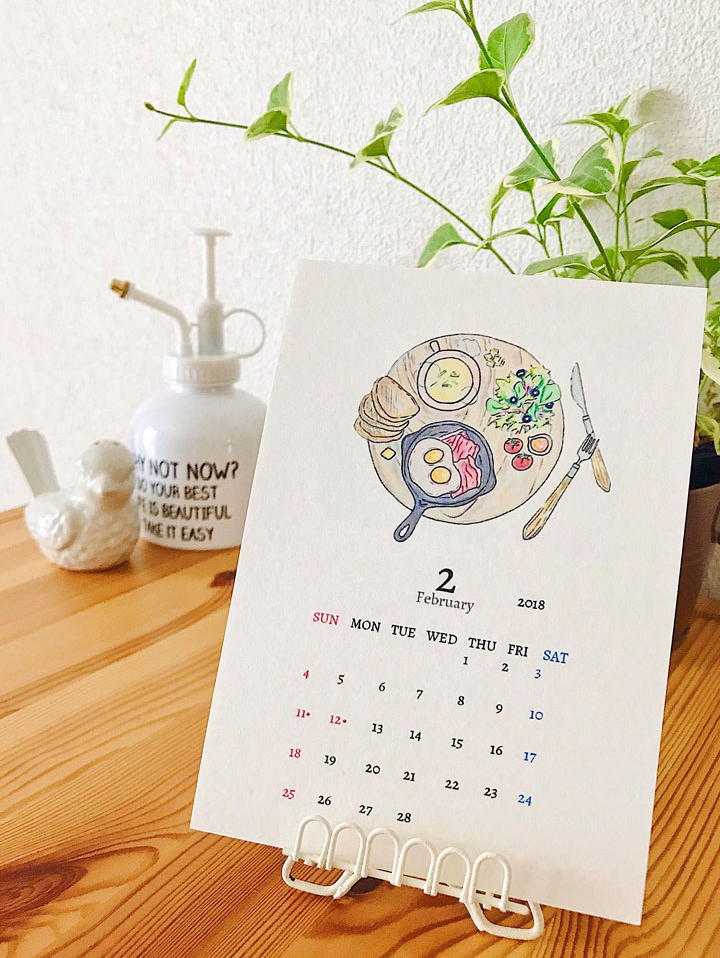 NOT NOW?
YOUR BEST
IS BEAUTIFUL
TAKE IT EASY
2
February 2018
SUN MON TUE WED THU FRI SAT
1 2 3
4 5 6 7 8 9 10
11• 12• 13 14 15 16 17
18 19 20 21 22 23 24
25 26 27 28